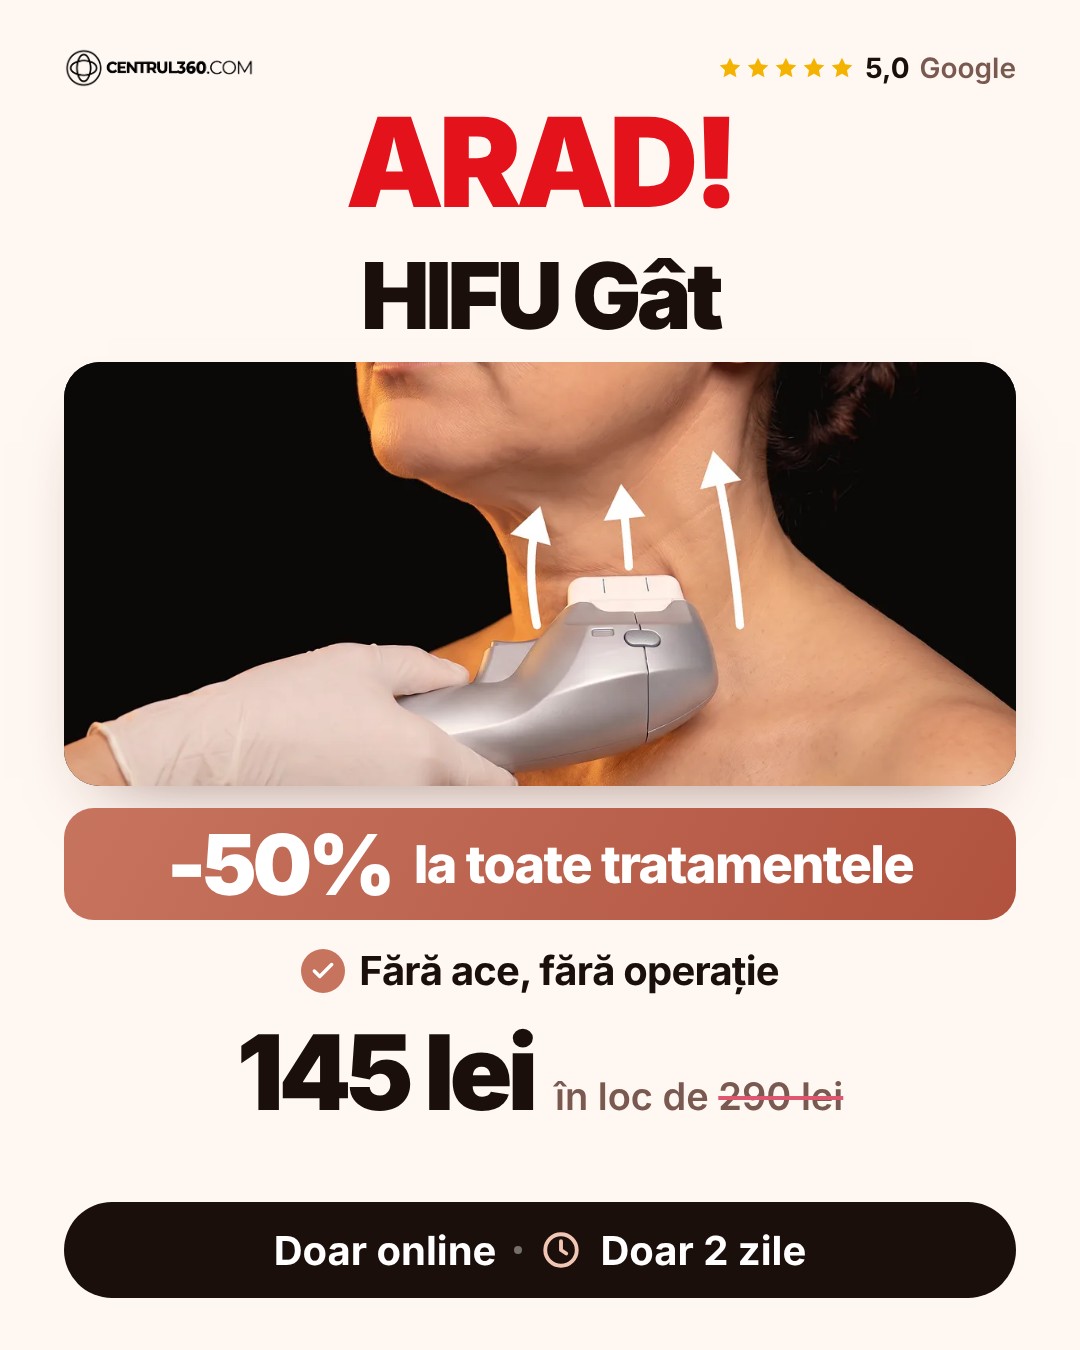 CENTRUL360.COM
5,0 Google
ARAD!
HIFU Gât
-50% la toate tratamentele
Fără ace, fără operație
145 lei în loc de 290 lei
Doar online • Doar 2 zile